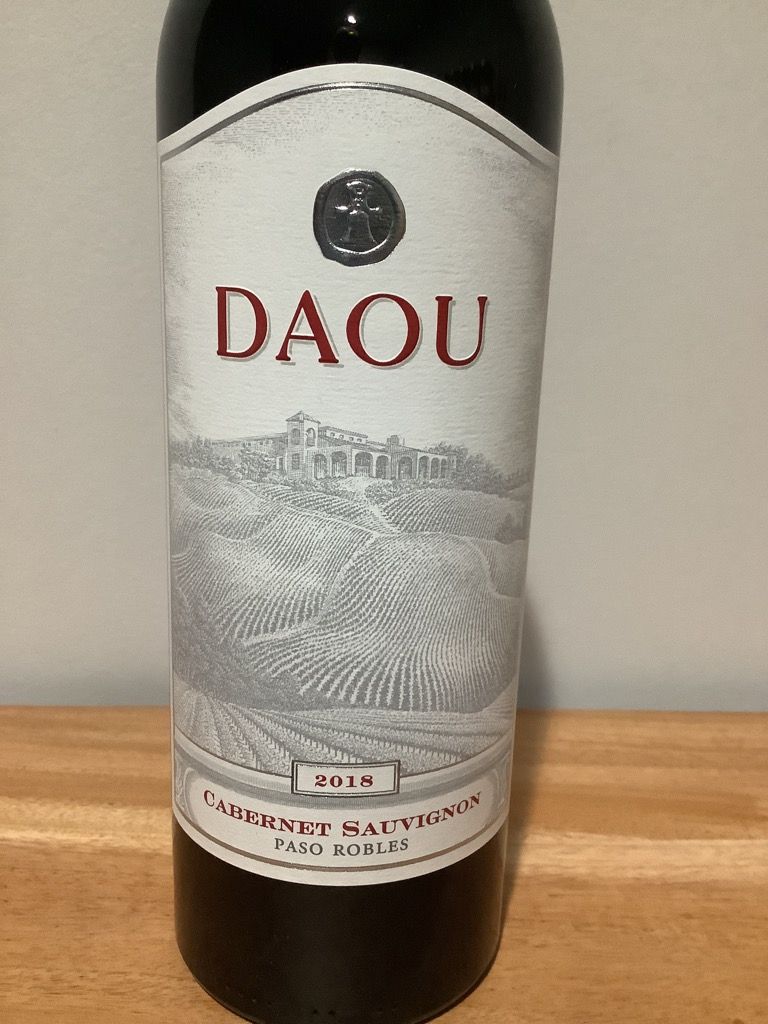 DAOU
2018
CABERNET SAUVIGNON
PASO ROBLES